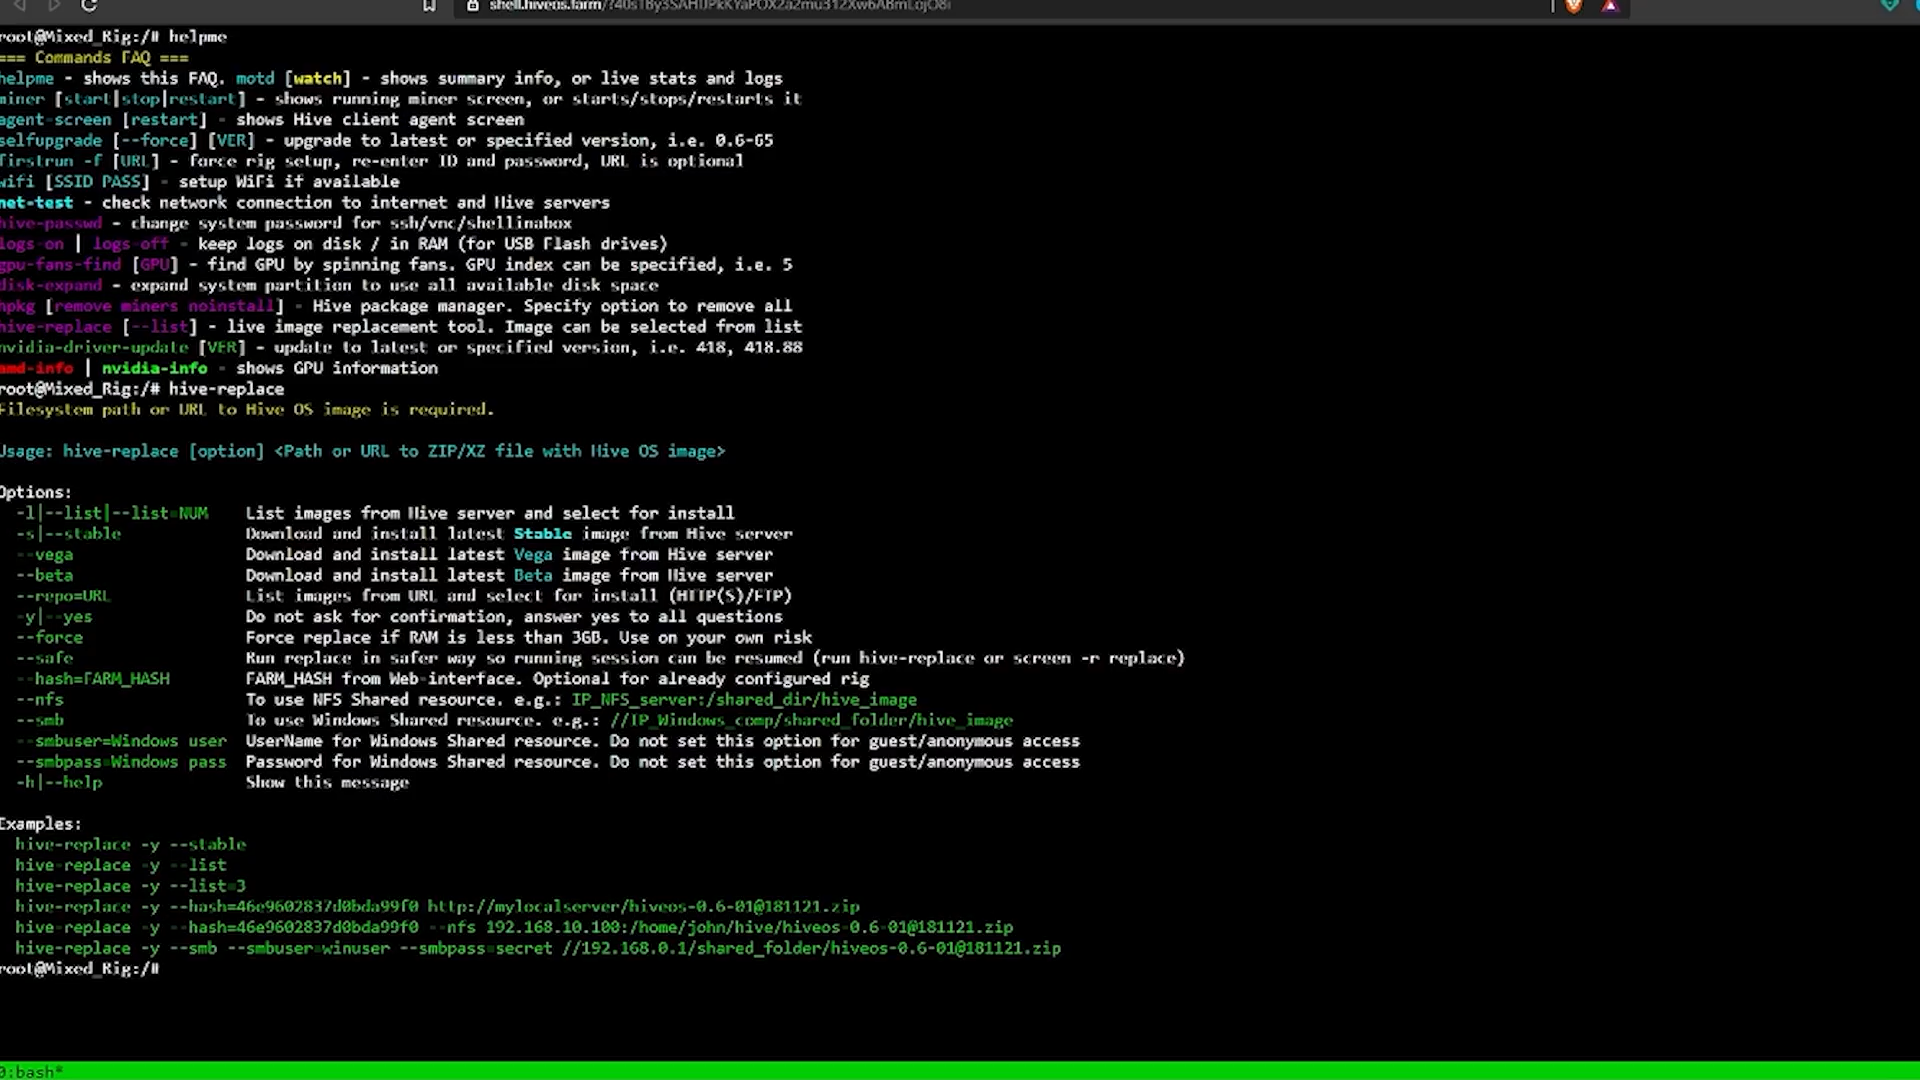 shell.hiveos.farm
root@Mixed_Rig:/# helpme
=== Commands FAQ ===
helpme - shows this FAQ. motd [watch] - shows summary info, or live stats and logs
miner [start|stop|restart] - shows running miner screen, or starts/stops/restarts it
agent-screen [restart] - shows Hive client agent screen
selfupgrade [--force] [VER] - upgrade to latest or specified version, i.e. 0.6-65
firstrun -f [URL] - force rig setup, re-enter ID and password, URL is optional
wifi [SSID PASS] - setup WiFi if available
net-test - check network connection to internet and Hive servers
hive-passwd - change system password for ssh/vnc/shellinabox
logs-on | logs-off - keep logs on disk / in RAM (for USB Flash drives)
gpu-fans-find [GPU] - find GPU by spinning fans. GPU index can be specified, i.e. 5
disk-expand - expand system partition to use all available disk space
hpkg [remove miners noinstall] - Hive package manager. Specify option to remove all
hive-replace [--list] - live image replacement tool. Image can be selected from list
nvidia-driver-update [VER] - update to latest or specified version, i.e. 418, 418.88
amd-info | nvidia-info - shows GPU information
root@Mixed_Rig:/# hive-replace
Filesystem path or URL to Hive OS image is required.
Usage: hive-replace [option] <Path or URL to ZIP/XZ file with Hive OS image>
Options:
-l|--list|--list=NUM List images from Hive server and select for install
-s|--stable Download and install latest Stable image from Hive server
--vega Download and install latest Vega image from Hive server
--beta Download and install latest Beta image from Hive server
--repo=URL List images from URL and select for install (HTTP(S)/FTP)
-y|--yes Do not ask for confirmation, answer yes to all questions
--force Force replace if RAM is less than 3GB. Use on your own risk
--safe Run replace in safer way so running session can be resumed (run hive-replace or screen -r replace)
--hash=FARM_HASH FARM_HASH from Web-interface. Optional for already configured rig
--nfs To use NFS Shared resource. e.g.: IP_NFS_server:/shared_dir/hive_image
--smb To use Windows Shared resource. e.g.: //IP_Windows_comp/shared_folder/hive_image
--smbuser=Windows user UserName for Windows Shared resource. Do not set this option for guest/anonymous access
--smbpass=Windows pass Password for Windows Shared resource. Do not set this option for guest/anonymous access
-h|--help Show this message
Examples:
hive-replace -y --stable
hive-replace -y --list
hive-replace -y --list=3
hive-replace -y --hash=46e9602837d0bda99f0 http://mylocalserver/hiveos-0.6-01@181121.zip
hive-replace -y --hash=46e9602837d0bda99f0 --nfs 192.168.10.100:/home/john/hive/hiveos-0.6-01@181121.zip
hive-replace -y --smb --smbuser=winuser --smbpass=secret //192.168.0.1/shared_folder/hiveos-0.6-01@181121.zip
root@Mixed_Rig:/#
0:bash*